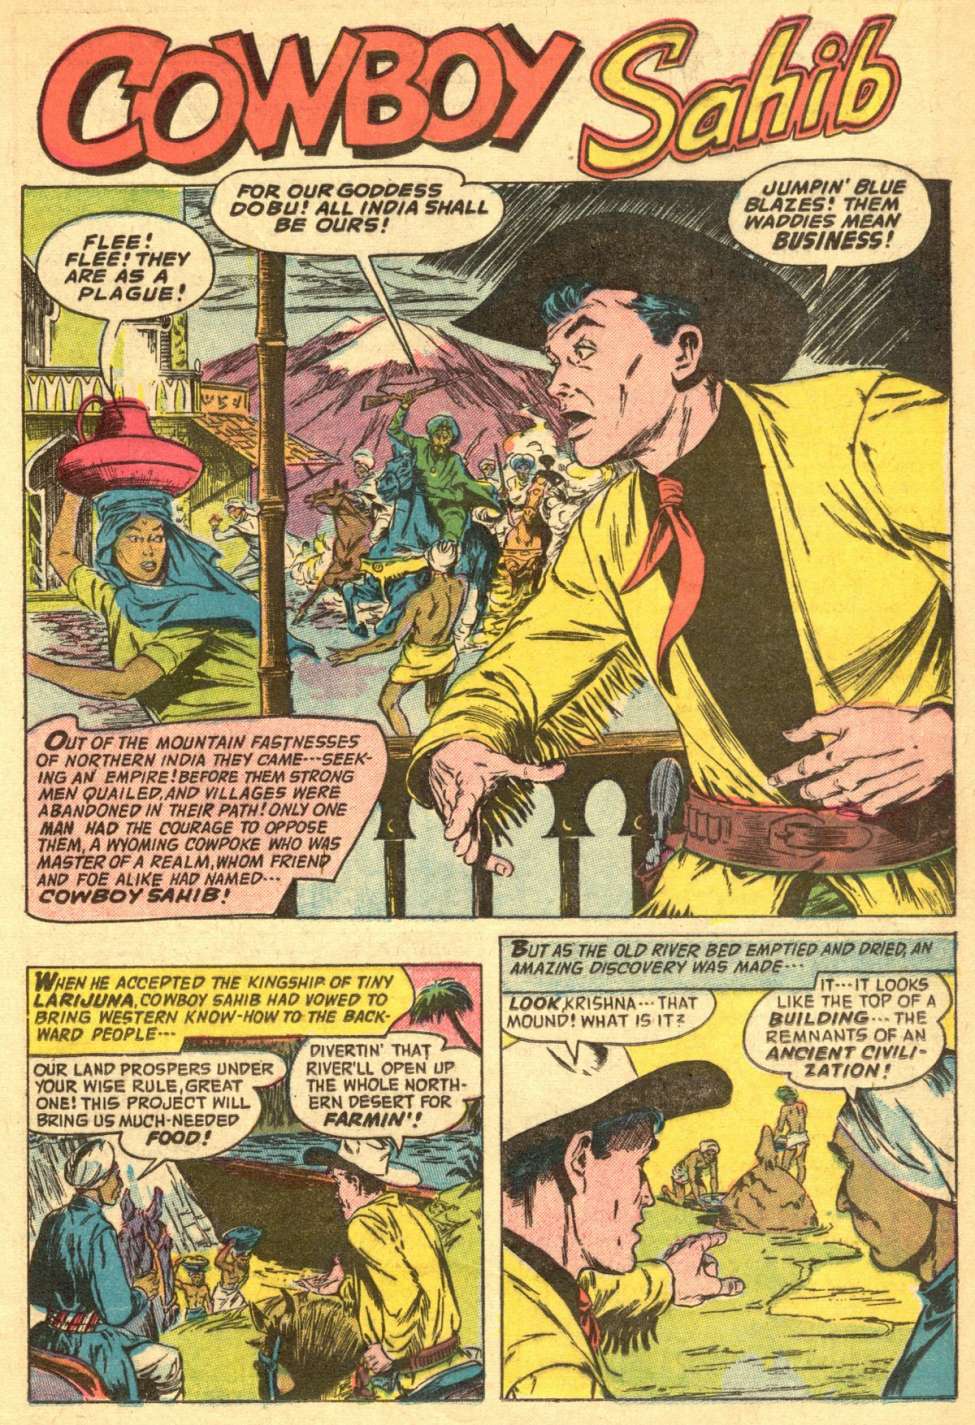 COWBOY Sahib
FLEE!
FLEE! THEY
ARE AS A
PLAGUE!
FOR OUR GODDESS
DOBU! ALL INDIA SHALL
BE OURS!
JUMPIN' BLUE
BLAZES! THEM
WADDIES MEAN
BUSINESS!
OUT OF THE MOUNTAIN FASTNESSES
OF NORTHERN INDIA THEY CAME---SEEK-
ING AN EMPIRE! BEFORE THEM STRONG
MEN QUAILED, AND VILLAGES WERE
ABANDONED IN THEIR PATH! ONLY ONE
MAN HAD THE COURAGE TO OPPOSE
THEM, A WYOMING COWPOKE WHO WAS
MASTER OF A REALM, WHOM FRIEND
AND FOE ALIKE HAD NAMED---
COWBOY SAHIB!
WHEN HE ACCEPTED THE KINGSHIP OF TINY
LARIJUNA, COWBOY SAHIB HAD VOWED TO
BRING WESTERN KNOW-HOW TO THE BACK-
WARD PEOPLE---
OUR LAND PROSPERS UNDER
YOUR WISE RULE, GREAT
ONE! THIS PROJECT WILL
BRING US MUCH-NEEDED
FOOD!
DIVERTIN' THAT
RIVER'LL OPEN UP
THE WHOLE NORTH-
ERN DESERT FOR
FARMIN'!
BUT AS THE OLD RIVER BED EMPTIED AND DRIED, AN
AMAZING DISCOVERY WAS MADE---
LOOK, KRISHNA---THAT
MOUND! WHAT IS IT?
IT---IT LOOKS
LIKE THE TOP OF A
BUILDING---THE
REMNANTS OF AN
ANCIENT CIVILI-
ZATION!